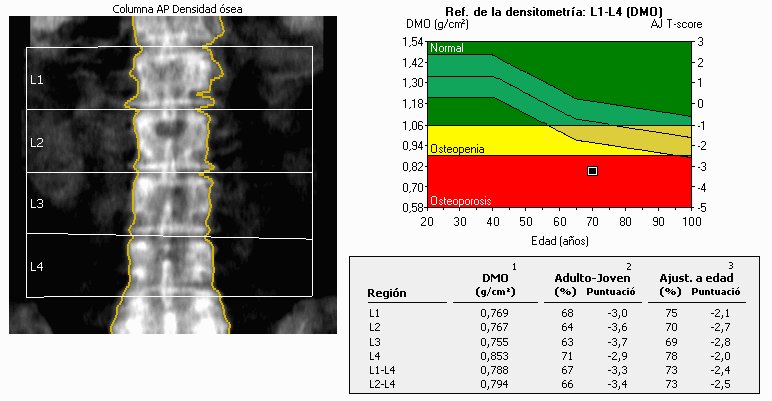 Columna AP Densidad ósea
L1
L2
L3
L4
Ref. de la densitometría: L1-L4 (DMO)
DMO (g/cm²) AJ T-score
1,54 3
1,42 2
1,30 1
1,18 0
1,06 -1
0,94 -2
0,82 -3
0,70 -4
0,58 -5
Normal
Osteopenia
Osteoporosis
20 30 40 50 60 70 80 90 100
Edad (años)
1 2 3
DMO Adulto-Joven Ajust. a edad
Región (g/cm²) (%) Puntuació (%) Puntuació
L1 0,769 68 -3,0 75 -2,1
L2 0,767 64 -3,6 70 -2,7
L3 0,755 63 -3,7 69 -2,8
L4 0,853 71 -2,9 78 -2,0
L1-L4 0,788 67 -3,3 73 -2,4
L2-L4 0,794 66 -3,4 73 -2,5